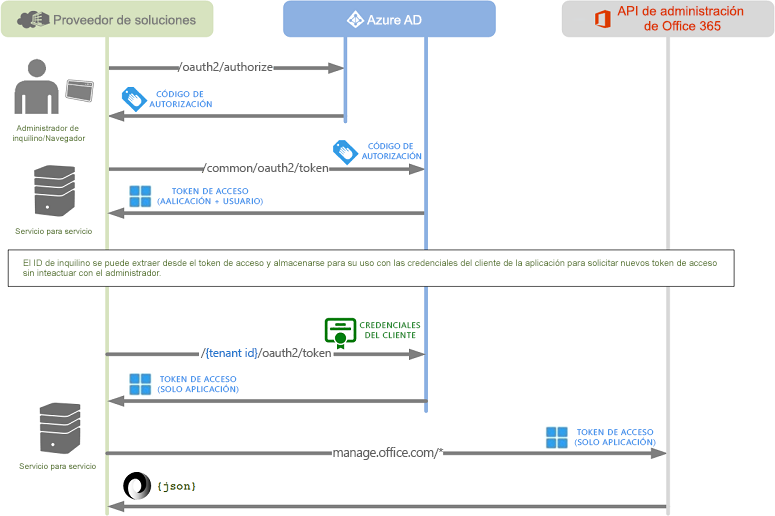 Proveedor de soluciones
Azure AD
API de administración
de Office 365
/oauth2/authorize
CÓDIGO DE
AUTORIZACIÓN
Administrador de
inquilino/Navegador
CÓDIGO DE
AUTORIZACIÓN
/common/oauth2/token
TOKEN DE ACCESO
(AALICACIÓN + USUARIO)
Servicio para servicio
El ID de inquilino se puede extraer desde el token de acceso y almacenarse para su uso con las credenciales del cliente de la aplicación para solicitar nuevos token de acceso
sin inteactuar con el administrador.
CREDENCIALES
DEL CLIENTE
/{tenant id}/oauth2/token
TOKEN DE ACCESO
(SOLO APLICACIÓN)
TOKEN DE ACCESO
(SOLO APLICACIÓN)
manage.office.com/*
Servicio para servicio
{json}